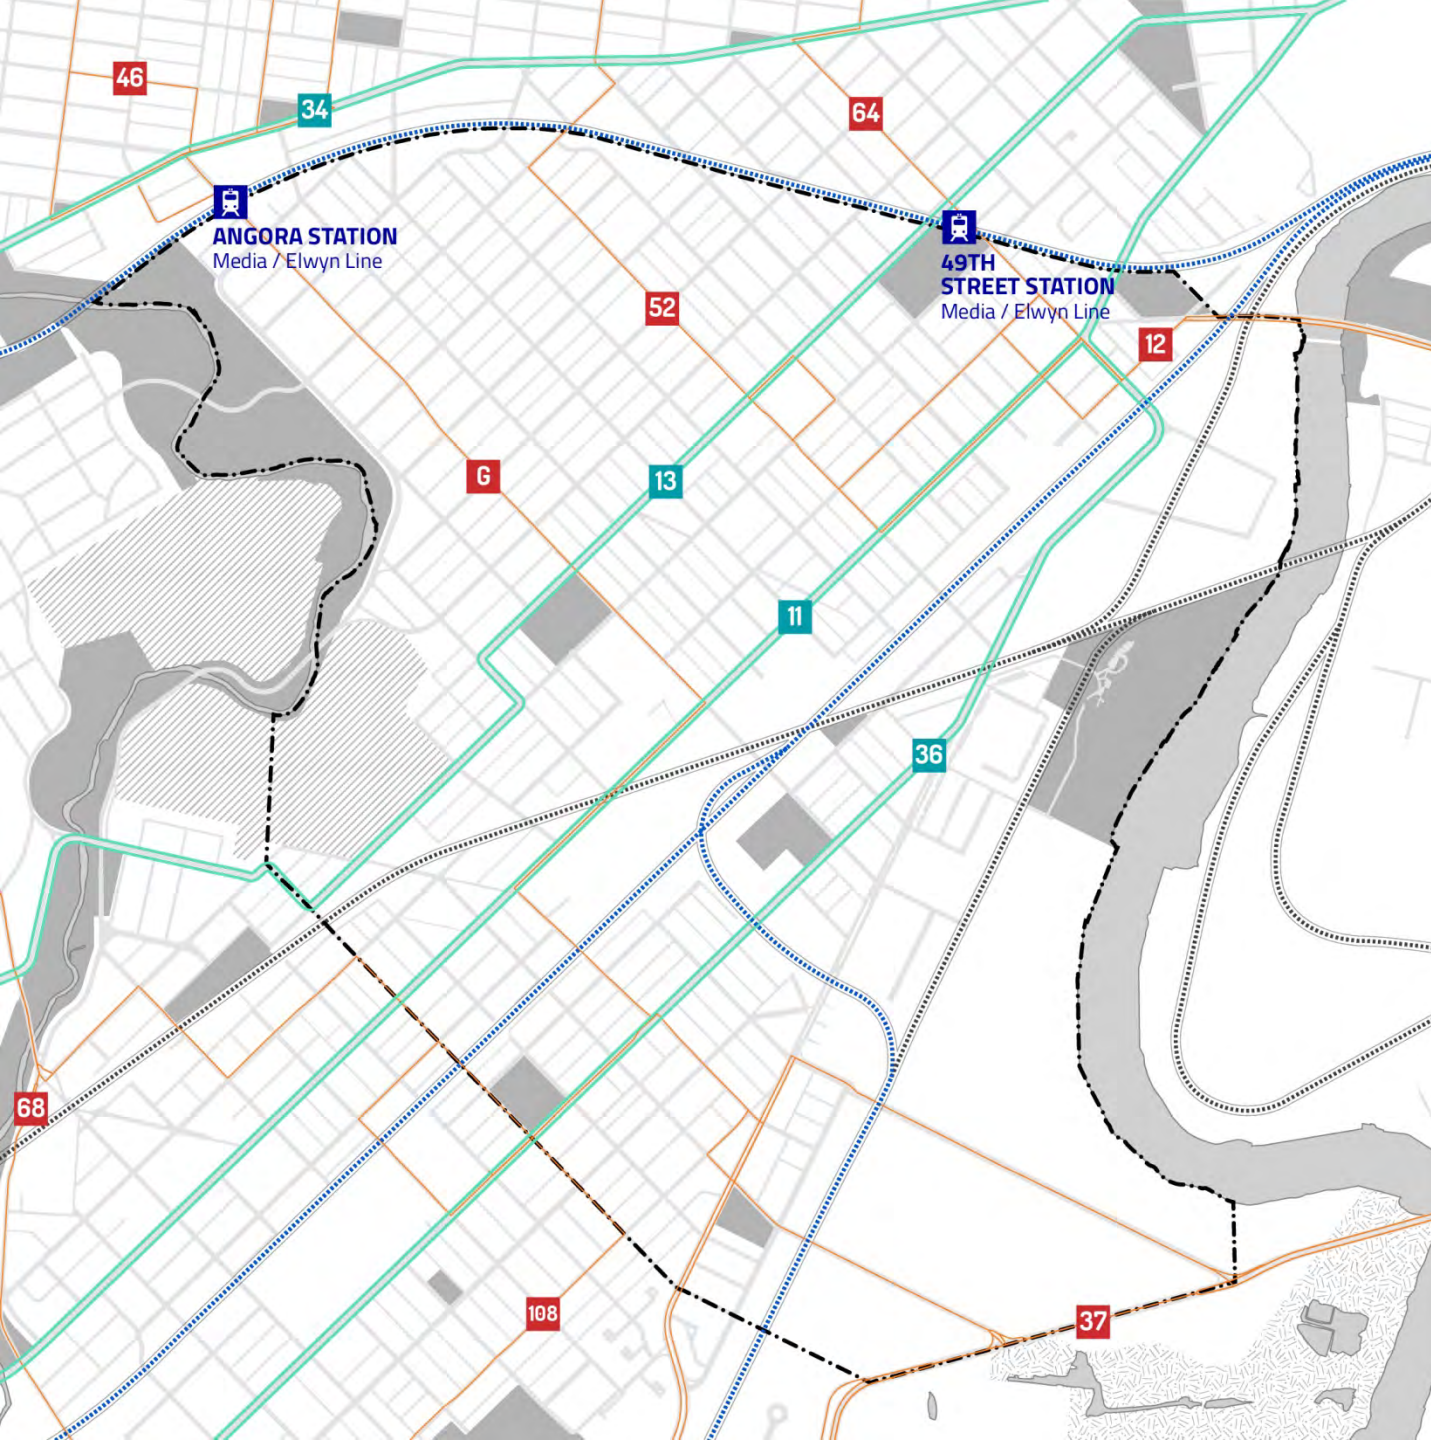 46
34
64
ANGORA STATION
Media / Elwyn Line
49TH
STREET STATION
Media / Elwyn Line
52
12
G
13
11
36
68
108
37